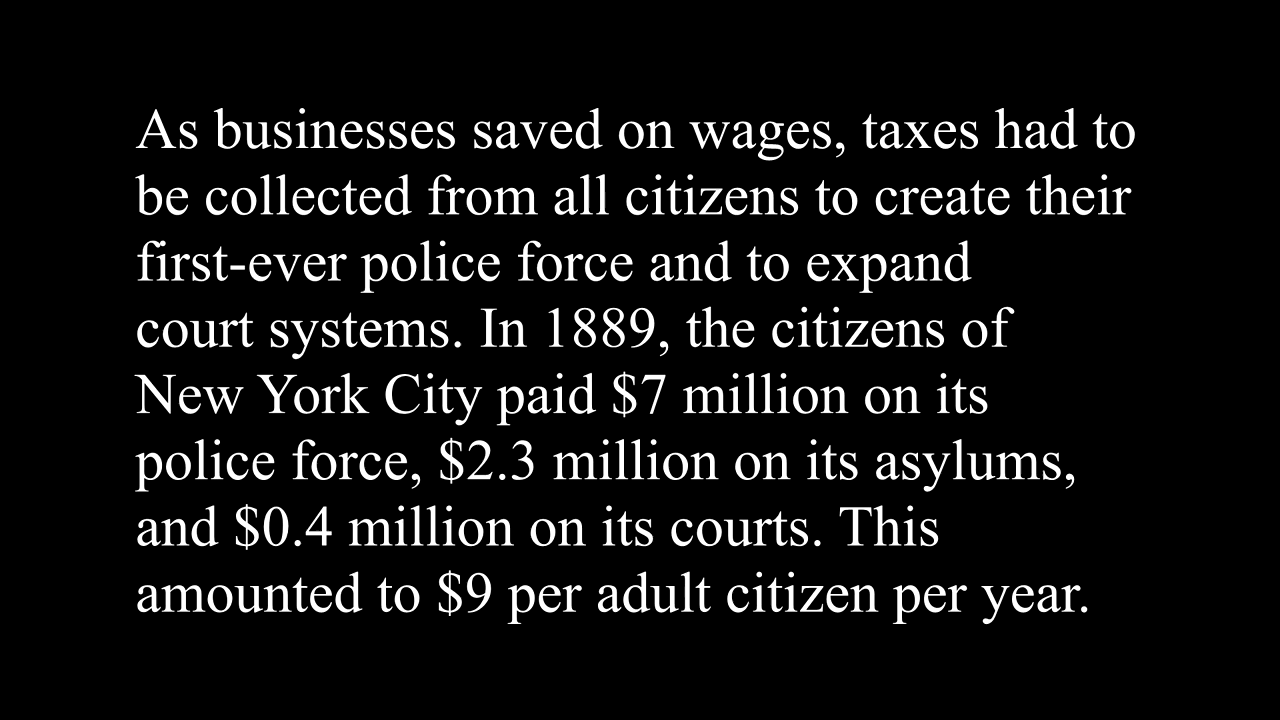 As businesses saved on wages, taxes had to
be collected from all citizens to create their
first-ever police force and to expand
court systems. In 1889, the citizens of
New York City paid $7 million on its
police force, $2.3 million on its asylums,
and $0.4 million on its courts. This
amounted to $9 per adult citizen per year.